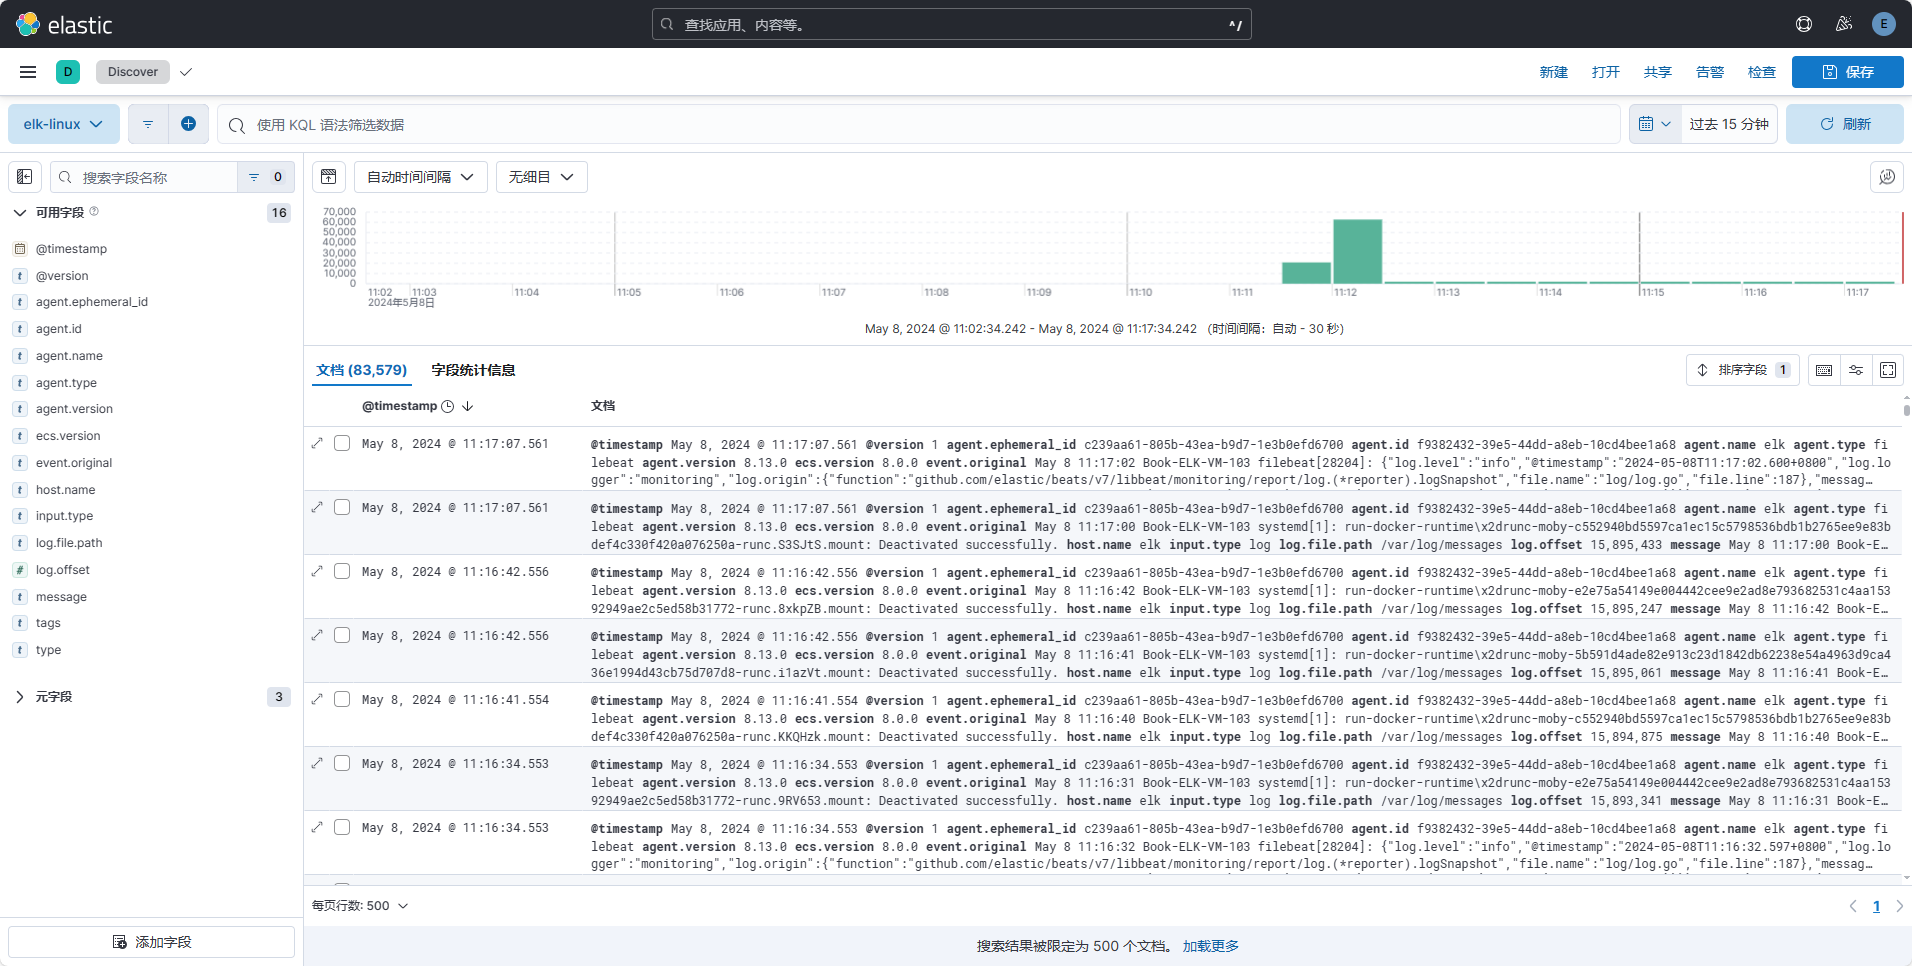 elastic
查找应用、内容等。
^/
E
D
Discover
新建
打开
共享
告警
检查
保存
elk-linux
使用 KQL 语法筛选数据
过去 15 分钟
刷新
搜索字段名称
0
自动时间间隔
无细目
可用字段
16
@timestamp
t @version
t agent.ephemeral_id
t agent.id
t agent.name
t agent.type
t agent.version
t ecs.version
t event.original
t host.name
t input.type
t log.file.path
# log.offset
t message
t tags
t type
元字段
3
添加字段
70,000
60,000
50,000
40,000
30,000
20,000
10,000
0
11:02 11:03 11:04 11:05 11:06 11:07 11:08 11:09 11:10 11:11 11:12 11:13 11:14 11:15 11:16 11:17
2024年5月8日
May 8, 2024 @ 11:02:34.242 - May 8, 2024 @ 11:17:34.242 （时间间隔：自动 - 30 秒）
文档 (83,579)
字段统计信息
排序字段 1
@timestamp
文档
May 8, 2024 @ 11:17:07.561
@timestamp May 8, 2024 @ 11:17:07.561 @version 1 agent.ephemeral_id c239aa61-805b-43ea-b9d7-1e3b0efd6700 agent.id f9382432-39e5-44dd-a8eb-10cd4bee1a68 agent.name elk agent.type fi
lebeat agent.version 8.13.0 ecs.version 8.0.0 event.original May 8 11:17:02 Book-ELK-VM-103 filebeat[28204]: {"log.level":"info","@timestamp":"2024-05-08T11:17:02.600+0800","log.lo
gger":"monitoring","log.origin":{"function":"github.com/elastic/beats/v7/libbeat/monitoring/report/log.(*reporter).logSnapshot","file.name":"log/log.go","file.line":187},"messag…
May 8, 2024 @ 11:17:07.561
@timestamp May 8, 2024 @ 11:17:07.561 @version 1 agent.ephemeral_id c239aa61-805b-43ea-b9d7-1e3b0efd6700 agent.id f9382432-39e5-44dd-a8eb-10cd4bee1a68 agent.name elk agent.type fi
lebeat agent.version 8.13.0 ecs.version 8.0.0 event.original May 8 11:17:00 Book-ELK-VM-103 systemd[1]: run-docker-runtime\x2drunc-moby-c552940bd5597ca1ec15c5798536bdb1b2765ee9e83b
def4c330f420a076250a-runc.S3SJtS.mount: Deactivated successfully. host.name elk input.type log log.file.path /var/log/messages log.offset 15,895,433 message May 8 11:17:00 Book-E…
May 8, 2024 @ 11:16:42.556
@timestamp May 8, 2024 @ 11:16:42.556 @version 1 agent.ephemeral_id c239aa61-805b-43ea-b9d7-1e3b0efd6700 agent.id f9382432-39e5-44dd-a8eb-10cd4bee1a68 agent.name elk agent.type fi
lebeat agent.version 8.13.0 ecs.version 8.0.0 event.original May 8 11:16:42 Book-ELK-VM-103 systemd[1]: run-docker-runtime\x2drunc-moby-e2e75a54149e004442cee9e2ad8e793682531c4aa153
92949ae2c5ed58b31772-runc.8xkpZB.mount: Deactivated successfully. host.name elk input.type log log.file.path /var/log/messages log.offset 15,895,247 message May 8 11:16:42 Book-E…
May 8, 2024 @ 11:16:42.556
@timestamp May 8, 2024 @ 11:16:42.556 @version 1 agent.ephemeral_id c239aa61-805b-43ea-b9d7-1e3b0efd6700 agent.id f9382432-39e5-44dd-a8eb-10cd4bee1a68 agent.name elk agent.type fi
lebeat agent.version 8.13.0 ecs.version 8.0.0 event.original May 8 11:16:41 Book-ELK-VM-103 systemd[1]: run-docker-runtime\x2drunc-moby-5b591d4ade82e913c23d1842db62238e54a4963d9ca4
36e1994d43cb75d707d8-runc.i1azVt.mount: Deactivated successfully. host.name elk input.type log log.file.path /var/log/messages log.offset 15,895,061 message May 8 11:16:41 Book-E…
May 8, 2024 @ 11:16:41.554
@timestamp May 8, 2024 @ 11:16:41.554 @version 1 agent.ephemeral_id c239aa61-805b-43ea-b9d7-1e3b0efd6700 agent.id f9382432-39e5-44dd-a8eb-10cd4bee1a68 agent.name elk agent.type fi
lebeat agent.version 8.13.0 ecs.version 8.0.0 event.original May 8 11:16:40 Book-ELK-VM-103 systemd[1]: run-docker-runtime\x2drunc-moby-c552940bd5597ca1ec15c5798536bdb1b2765ee9e83b
def4c330f420a076250a-runc.KKQHzk.mount: Deactivated successfully. host.name elk input.type log log.file.path /var/log/messages log.offset 15,894,875 message May 8 11:16:40 Book-E…
May 8, 2024 @ 11:16:34.553
@timestamp May 8, 2024 @ 11:16:34.553 @version 1 agent.ephemeral_id c239aa61-805b-43ea-b9d7-1e3b0efd6700 agent.id f9382432-39e5-44dd-a8eb-10cd4bee1a68 agent.name elk agent.type fi
lebeat agent.version 8.13.0 ecs.version 8.0.0 event.original May 8 11:16:31 Book-ELK-VM-103 systemd[1]: run-docker-runtime\x2drunc-moby-e2e75a54149e004442cee9e2ad8e793682531c4aa153
92949ae2c5ed58b31772-runc.9RV653.mount: Deactivated successfully. host.name elk input.type log log.file.path /var/log/messages log.offset 15,893,341 message May 8 11:16:31 Book-E…
May 8, 2024 @ 11:16:34.553
@timestamp May 8, 2024 @ 11:16:34.553 @version 1 agent.ephemeral_id c239aa61-805b-43ea-b9d7-1e3b0efd6700 agent.id f9382432-39e5-44dd-a8eb-10cd4bee1a68 agent.name elk agent.type fi
lebeat agent.version 8.13.0 ecs.version 8.0.0 event.original May 8 11:16:32 Book-ELK-VM-103 filebeat[28204]: {"log.level":"info","@timestamp":"2024-05-08T11:16:32.597+0800","log.lo
gger":"monitoring","log.origin":{"function":"github.com/elastic/beats/v7/libbeat/monitoring/report/log.(*reporter).logSnapshot","file.name":"log/log.go","file.line":187},"messag…
每页行数: 500
1
搜索结果被限定为 500 个文档。 加载更多